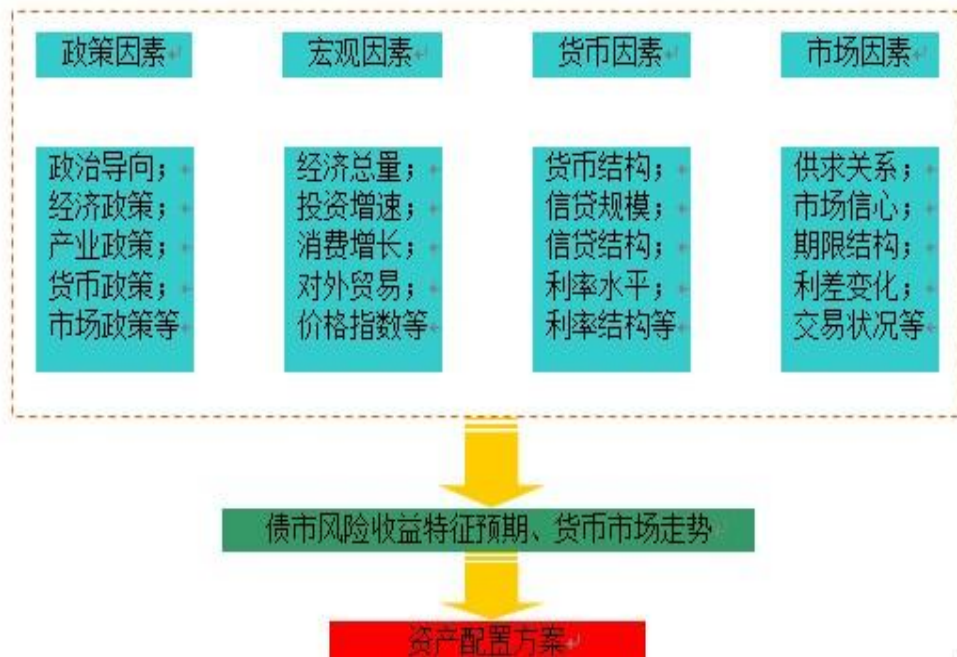 政策因素
宏观因素
货币因素
市场因素
政治导向；
经济政策；
产业政策；
货币政策；
市场政策等
经济总量；
投资增速；
消费增长；
对外贸易；
价格指数等
货币结构；
信贷规模；
信贷结构；
利率水平；
利率结构等
供求关系；
市场信心；
期限结构；
利差变化；
交易状况等
债市风险收益特征预期、货币市场走势
资产配置方案